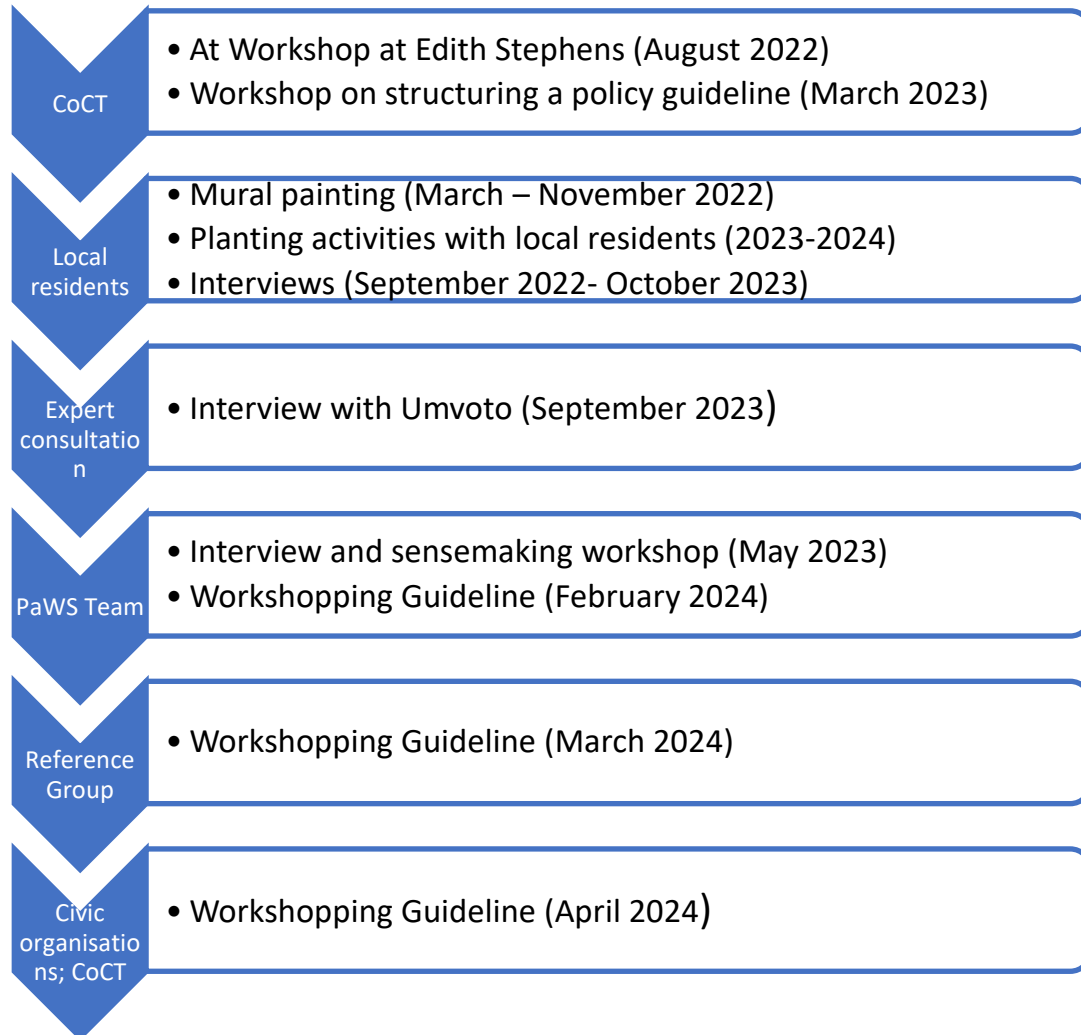 CoCT
• At Workshop at Edith Stephens (August 2022)
• Workshop on structuring a policy guideline (March 2023)
Local
residents
• Mural painting (March – November 2022)
• Planting activities with local residents (2023-2024)
• Interviews (September 2022- October 2023)
Expert
consultatio
n
• Interview with Umvoto (September 2023)
PaWS Team
• Interview and sensemaking workshop (May 2023)
• Workshopping Guideline (February 2024)
Reference
Group
• Workshopping Guideline (March 2024)
Civic
organisatio
ns; CoCT
• Workshopping Guideline (April 2024)